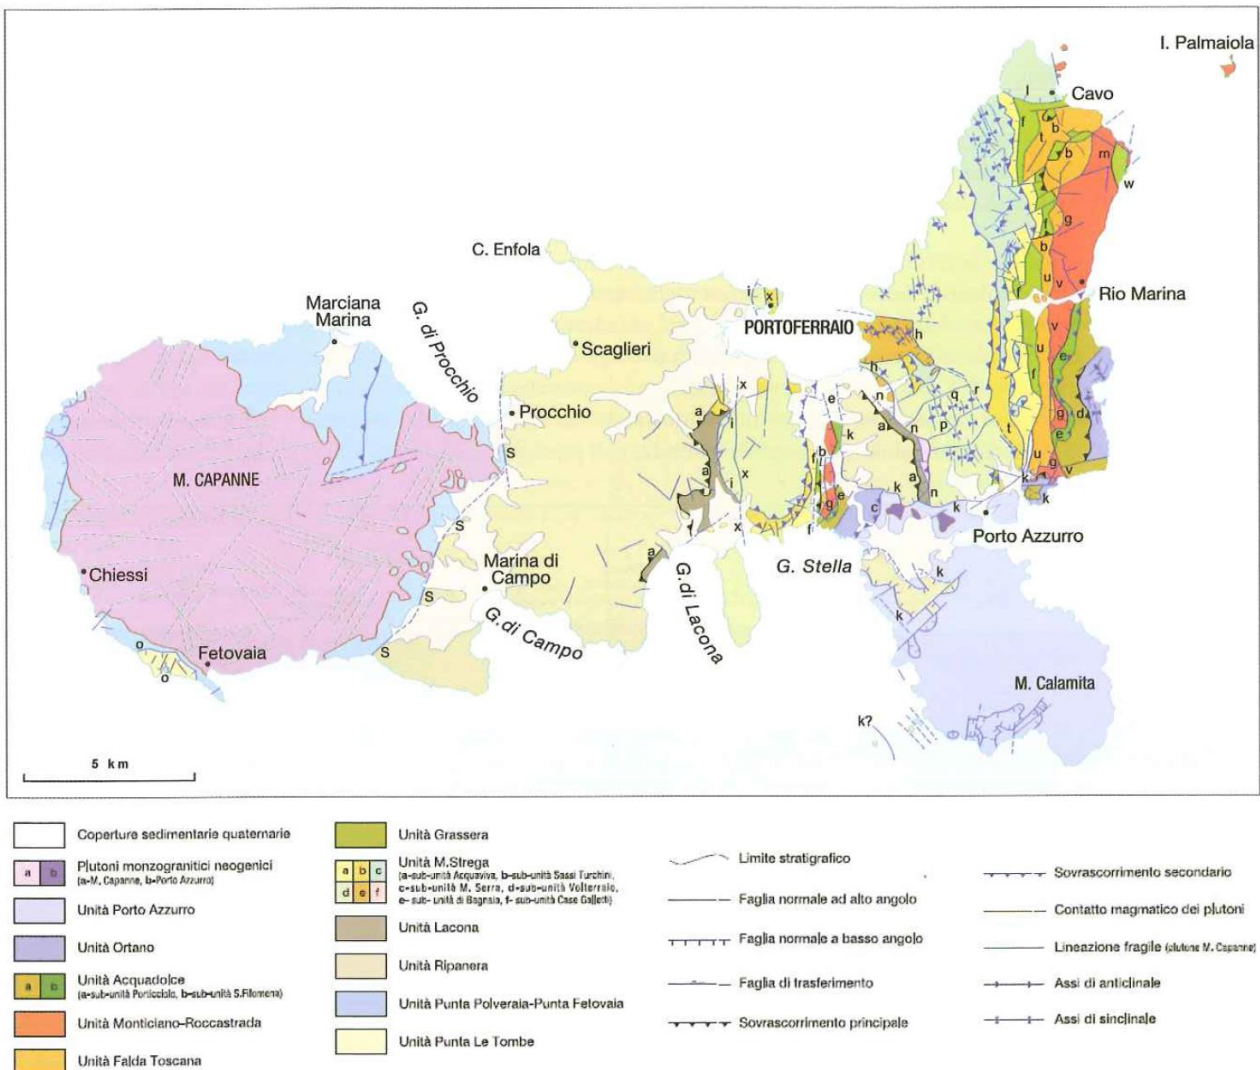 I. Palmaiola
Cavo
l
f
b
t
b
m
w
g
f
b
u
v
f
Rio Marina
C. Enfola
Marciana
Marina
G. di Procchio
i
x
PORTOFERRAIO
Scaglieri
h
h
v
u
e
f
Procchio
x
e
n
q
r
a
i
k
a
n
p
t
g
d
e
S
M. CAPANNE
b
f
u
g
v
a
x
i
a
n
k
k
k
g
e
c
k
S
x
f
Porto Azzurro
Chiessi
Marina di
Campo
a
G. Stella
k
S
G. di Lacona
k
G. di Campo
o
Fetovaia
S
o
M. Calamita
k?
5 km
Coperture sedimentarie quaternarie
a b
Plutoni monzogranitici neogenici
(a-M. Capanne, b-Porto Azzurro)
Unità Porto Azzurro
Unità Ortano
a b
Unità Acquadolce
(a-sub-unità Porticciolo, b-sub-unità S.Filomena)
Unità Monticiano-Roccastrada
Unità Falda Toscana
Unità Grassera
a b c
d e f
Unità M.Strega
(a-sub-unità Acquaviva, b-sub-unità Sassi Turchini,
c-sub-unità M. Serra, d-sub-unità Volterraio,
e- sub- unità di Bagnaia, f- sub-unità Case Galletti)
Unità Lacona
Unità Ripanera
Unità Punta Polveraia-Punta Fetovaia
Unità Punta Le Tombe
Limite stratigrafico
Faglia normale ad alto angolo
Faglia normale a basso angolo
Faglia di trasferimento
Sovrascorrimento principale
Sovrascorrimento secondario
Contatto magmatico dei plutoni
Lineazione fragile (plutone M. Capanne)
Assi di anticlinale
Assi di sinclinale